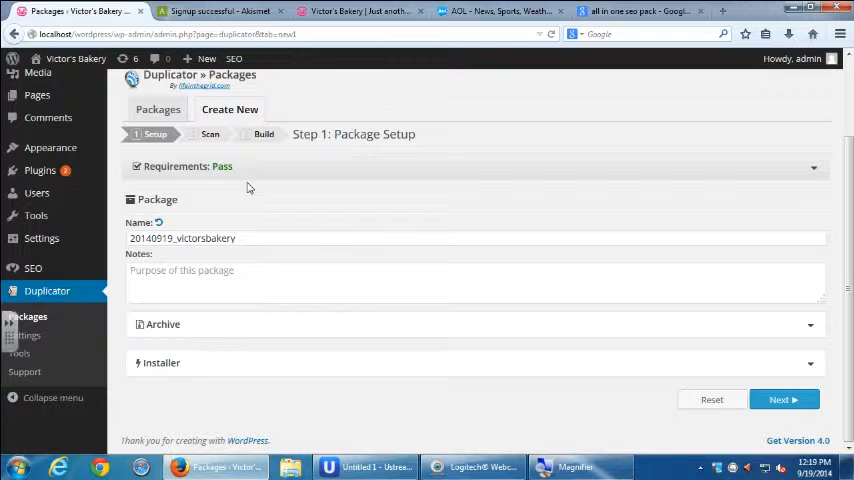 Packages ‹ Victor's Bakery ...
Signup successful - Akismet
Victor's Bakery | Just anoth...
AOL - News, Sports, Weath...
all in one seo pack - Googl...
localhost/wordpress/wp-admin/admin.php?page=duplicator&tab=new1
Google
Victor's Bakery
6
0
+ New
SEO
Howdy, admin
Media
Pages
Comments
Appearance
Plugins 2
Users
Tools
Settings
SEO
Duplicator
Packages
ettings
Tools
Support
Collapse menu
Duplicator » Packages
By lifeinthegrid.com
Packages
Create New
1 Setup
Scan
Build
Step 1: Package Setup
Requirements: Pass
Package
Name:
20140919_victorsbakery
Notes:
Purpose of this package
Archive
Installer
Reset
Next
Thank you for creating with WordPress.
Get Version 4.0
Packages ‹ Victor'...
Untitled 1 - Ustrea...
Logitech® Webc...
Magnifier
12:19 PM
9/19/2014